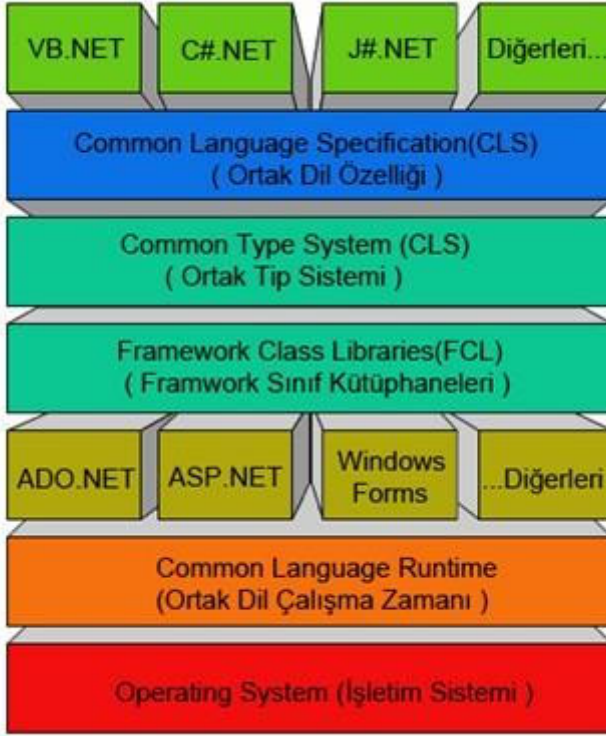 VB.NET
C#.NET
J#.NET
Diğerleri...
Common Language Specification(CLS)
( Ortak Dil Özelliği )
Common Type System (CLS)
( Ortak Tip Sistemi )
Framework Class Libraries(FCL)
( Framwork Sınıf Kütüphaneleri )
ADO.NET
ASP.NET
Windows
Forms
...Diğerleri
Common Language Runtime
(Ortak Dil Çalışma Zamanı )
Operating System (İşletim Sistemi )